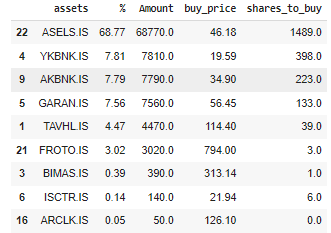 assets % Amount buy_price shares_to_buy
22 ASELS.IS 68.77 68770.0 46.18 1489.0
4 YKBNK.IS 7.81 7810.0 19.59 398.0
9 AKBNK.IS 7.79 7790.0 34.90 223.0
5 GARAN.IS 7.56 7560.0 56.45 133.0
1 TAVHL.IS 4.47 4470.0 114.40 39.0
21 FROTO.IS 3.02 3020.0 794.00 3.0
3 BIMAS.IS 0.39 390.0 313.14 1.0
6 ISCTR.IS 0.14 140.0 21.94 6.0
16 ARCLK.IS 0.05 50.0 126.10 0.0